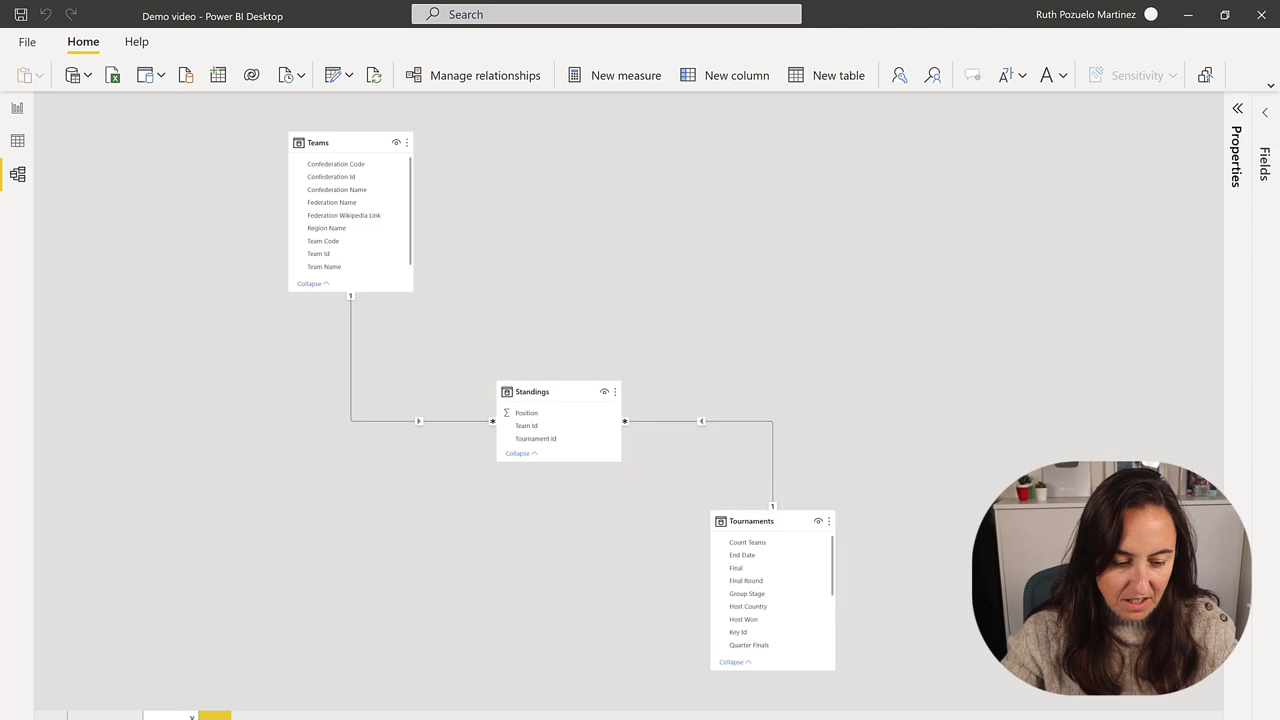 Demo video - Power BI Desktop
Search
Ruth Pozuelo Martinez
File
Home
Help
Manage relationships
New measure
New column
New table
Sensitivity
Teams
Confederation Code
Confederation Id
Confederation Name
Federation Name
Federation Wikipedia Link
Region Name
Team Code
Team Id
Team Name
Collapse
1
Standings
Position
Team Id
Tournament Id
Collapse
*
*
1
Tournaments
Count Teams
End Date
Final
Final Round
Group Stage
Host Country
Host Won
Key Id
Quarter Finals
Collapse
Properties
Fields